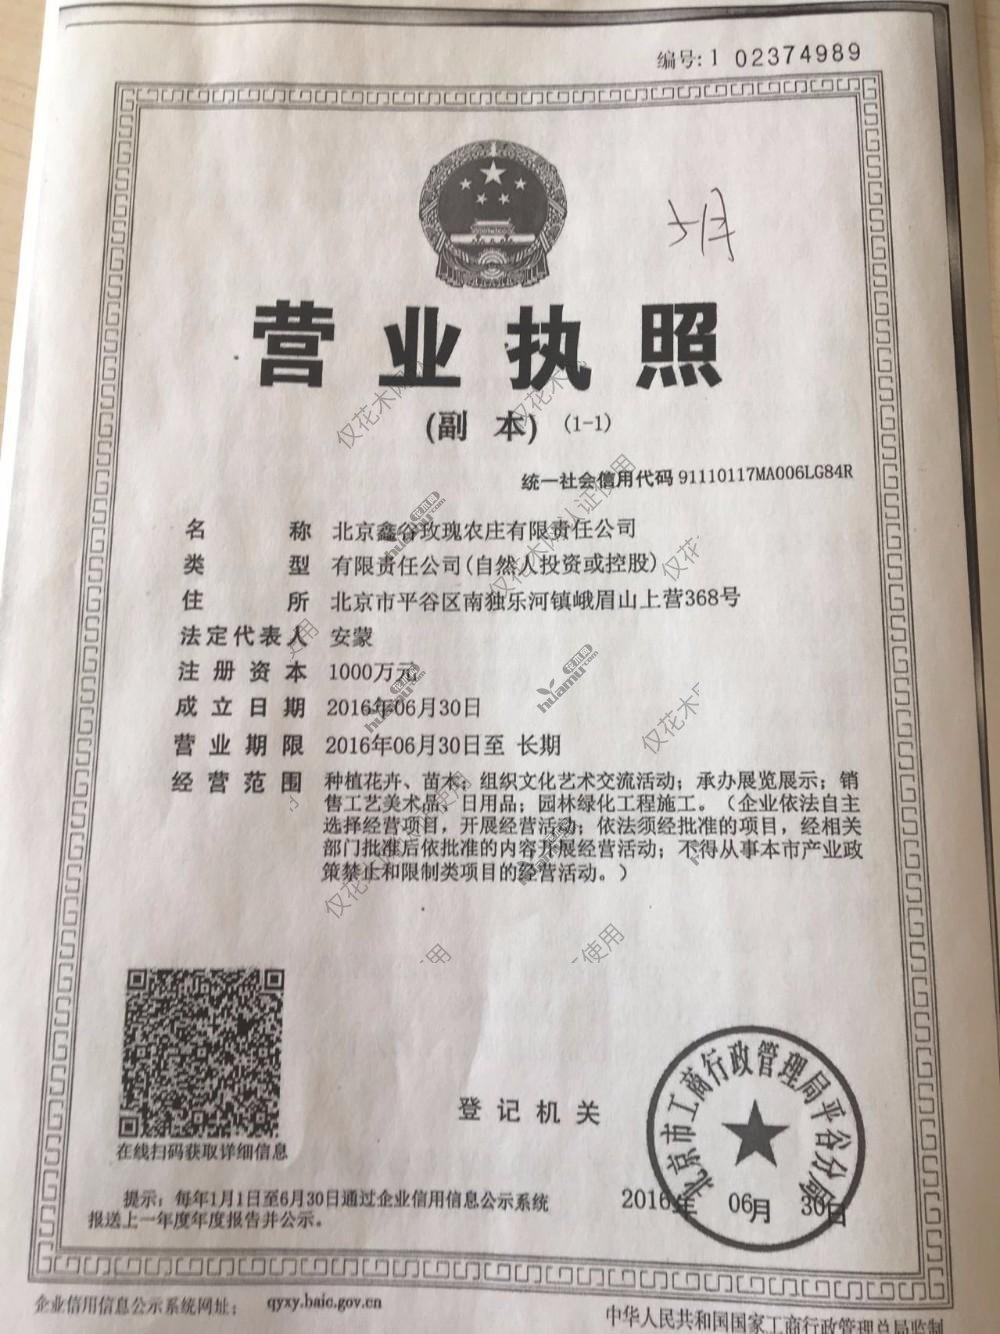 编号:1 02374989
营业执照
(副 本) (1-1)
统一社会信用代码 91110117MA006LG84R
名 称 北京鑫谷玫瑰农庄有限责任公司
类 型 有限责任公司(自然人投资或控股)
住 所 北京市平谷区南独乐河镇峨眉山上营368号
法定代表人 安蒙
注册资本 1000万元
成立日期 2016年06月30日
营业期限 2016年06月30日至 长期
经营范围 种植花卉、苗木；组织文化艺术交流活动；承办展览展示；销
售工艺美术品、日用品；园林绿化工程施工。（企业依法自主
选择经营项目，开展经营活动；依法须经批准的项目，经相关
部门批准后依批准的内容开展经营活动；不得从事本市产业政
策禁止和限制类项目的经营活动。）
在线扫码获取详细信息
登记机关
北京市工商行政管理局平谷分局
2016年 06月 30日
提示：每年1月1日至6月30日通过企业信用信息公示系统
报送上一年度年度报告并公示。
企业信用信息公示系统网址： qyxy.baic.gov.cn
中华人民共和国国家工商行政管理总局监制
仅花木网认证使用
花木网
huamu.com